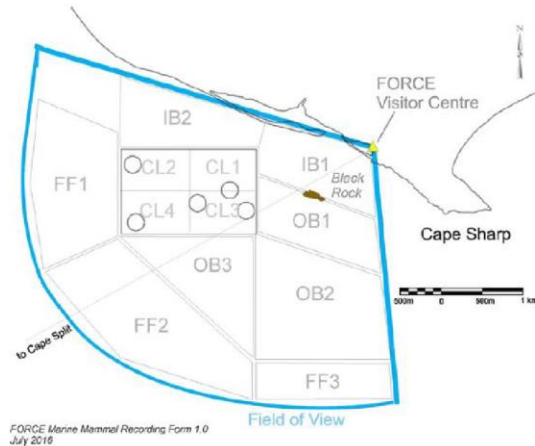 N
FORCE
Visitor Centre
IB2
IB1
CL2
CL1
Black
Rock
FF1
CL4
CL3
OB1
Cape Sharp
OB3
500m
0
500m
1 km
OB2
FF2
to Cape Split
FF3
Field of View
FORCE Marine Mammal Recording Form 1.0
July 2016